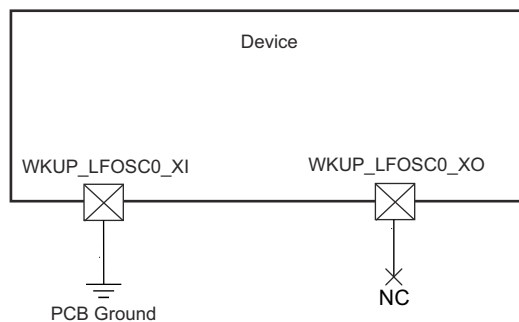 Device
WKUP_LFOSC0_XI
WKUP_LFOSC0_XO
PCB Ground
NC